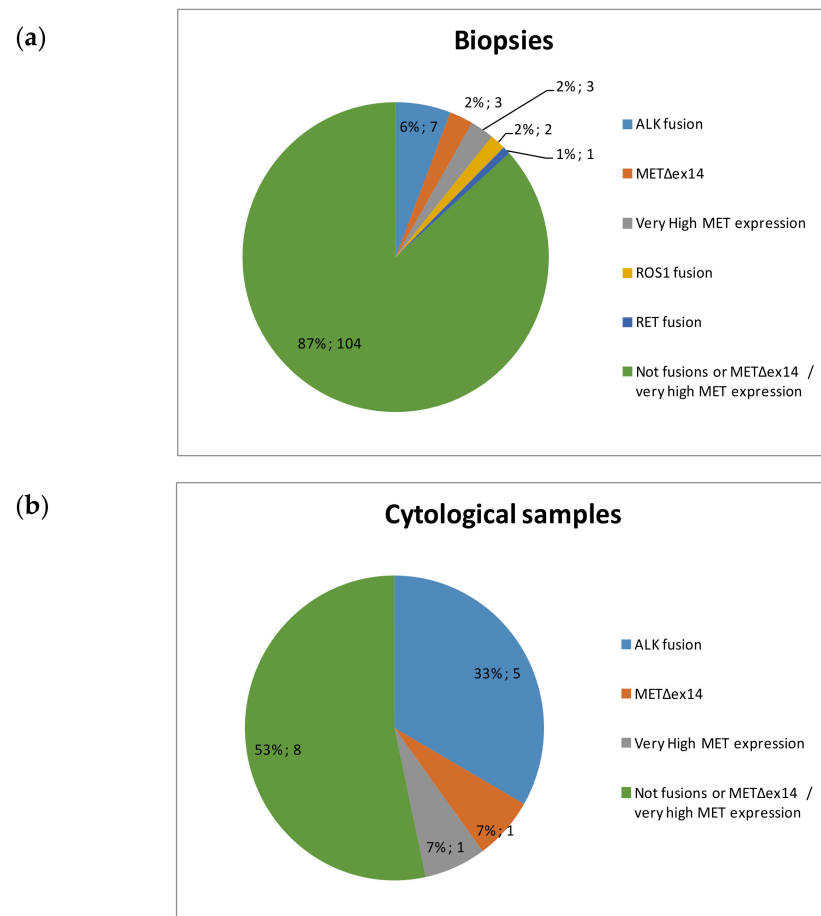 (a)
Biopsies
2%; 3
2%; 3
6%; 7
2%; 2
1%; 1
87%; 104
ALK fusion
METΔex14
Very High MET expression
ROS1 fusion
RET fusion
Not fusions or METΔex14 /
very high MET expression
(b)
Cytological samples
33%; 5
53%; 8
7%; 1
7%; 1
ALK fusion
METΔex14
Very High MET expression
Not fusions or METΔex14 /
very high MET expression